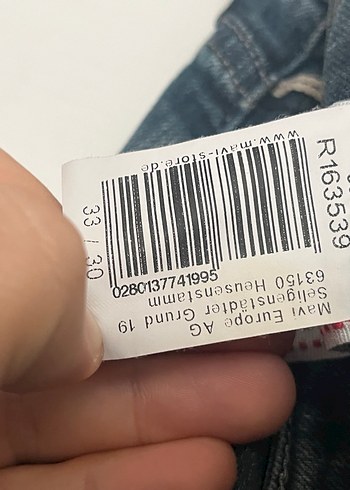 www.mavi-store.de
R163539
33 / 30
0280137741995
Mavi Europe AG
Seligenstädter Grund 19
63150 Heusenstamm